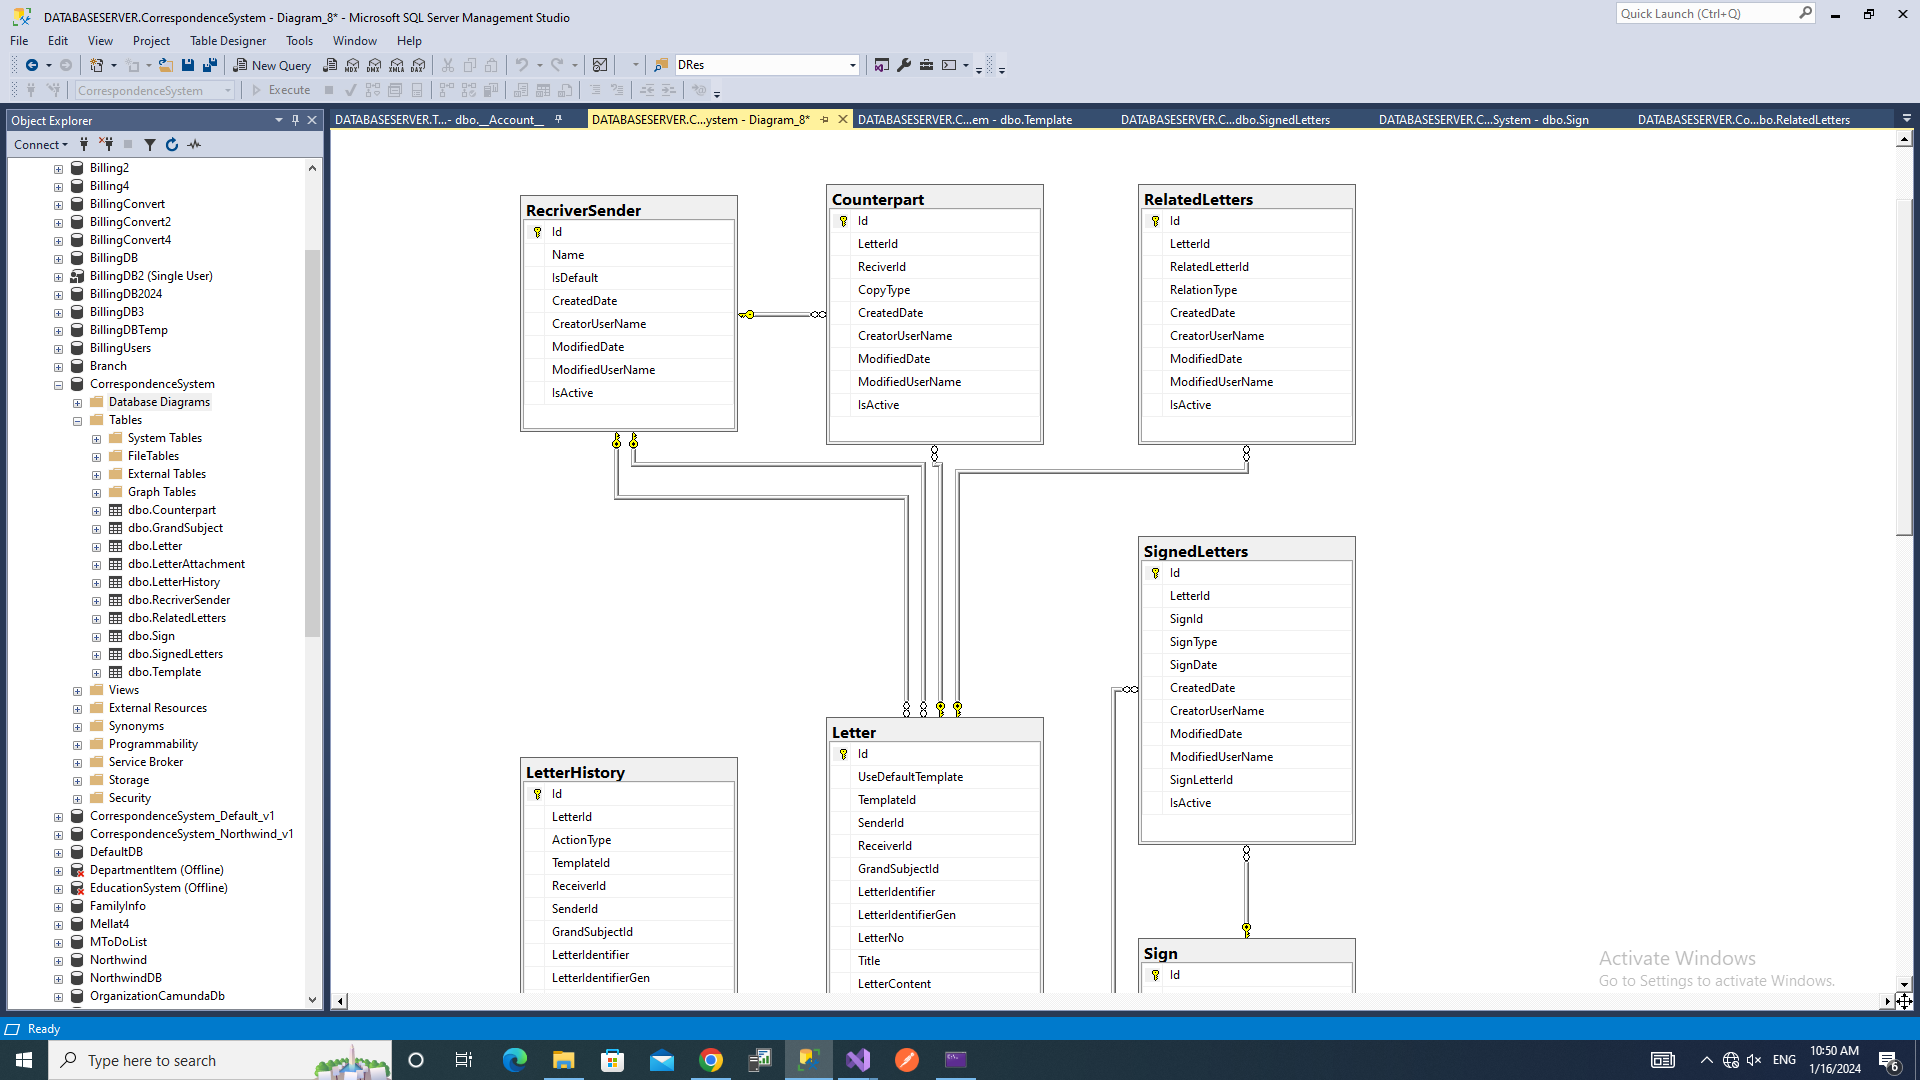 DATABASESERVER.CorrespondenceSystem - Diagram_8* - Microsoft SQL Server Management Studio
Quick Launch (Ctrl+Q)
File Edit View Project Table Designer Tools Window Help
New Query
MDX DMX XMLA DAX
DRes
CorrespondenceSystem
Execute
Object Explorer
Connect
Billing2
Billing4
BillingConvert
BillingConvert2
BillingConvert4
BillingDB
BillingDB2 (Single User)
BillingDB2024
BillingDB3
BillingDBTemp
BillingUsers
Branch
CorrespondenceSystem
Database Diagrams
Tables
System Tables
FileTables
External Tables
Graph Tables
dbo.Counterpart
dbo.GrandSubject
dbo.Letter
dbo.LetterAttachment
dbo.LetterHistory
dbo.RecriverSender
dbo.RelatedLetters
dbo.Sign
dbo.SignedLetters
dbo.Template
Views
External Resources
Synonyms
Programmability
Service Broker
Storage
Security
CorrespondenceSystem_Default_v1
CorrespondenceSystem_Northwind_v1
DefaultDB
DepartmentItem (Offline)
EducationSystem (Offline)
FamilyInfo
Mellat4
MToDoList
Northwind
NorthwindDB
OrganizationCamundaDb
DATABASESERVER.T...- dbo.__Account__
DATABASESERVER.C...ystem - Diagram_8*
DATABASESERVER.C...em - dbo.Template
DATABASESERVER.C...dbo.SignedLetters
DATABASESERVER.C...System - dbo.Sign
DATABASESERVER.Co...bo.RelatedLetters
RecriverSender
Id
Name
IsDefault
CreatedDate
CreatorUserName
ModifiedDate
ModifiedUserName
IsActive
Counterpart
Id
LetterId
ReciverId
CopyType
CreatedDate
CreatorUserName
ModifiedDate
ModifiedUserName
IsActive
RelatedLetters
Id
LetterId
RelatedLetterId
RelationType
CreatedDate
CreatorUserName
ModifiedDate
ModifiedUserName
IsActive
SignedLetters
Id
LetterId
SignId
SignType
SignDate
CreatedDate
CreatorUserName
ModifiedDate
ModifiedUserName
SignLetterId
IsActive
LetterHistory
Id
LetterId
ActionType
TemplateId
ReceiverId
SenderId
GrandSubjectId
LetterIdentifier
LetterIdentifierGen
Letter
Id
UseDefaultTemplate
TemplateId
SenderId
ReceiverId
GrandSubjectId
LetterIdentifier
LetterIdentifierGen
LetterNo
Title
LetterContent
Sign
Id
Activate Windows
Go to Settings to activate Windows.
Ready
Type here to search
ENG
10:50 AM
1/16/2024
6